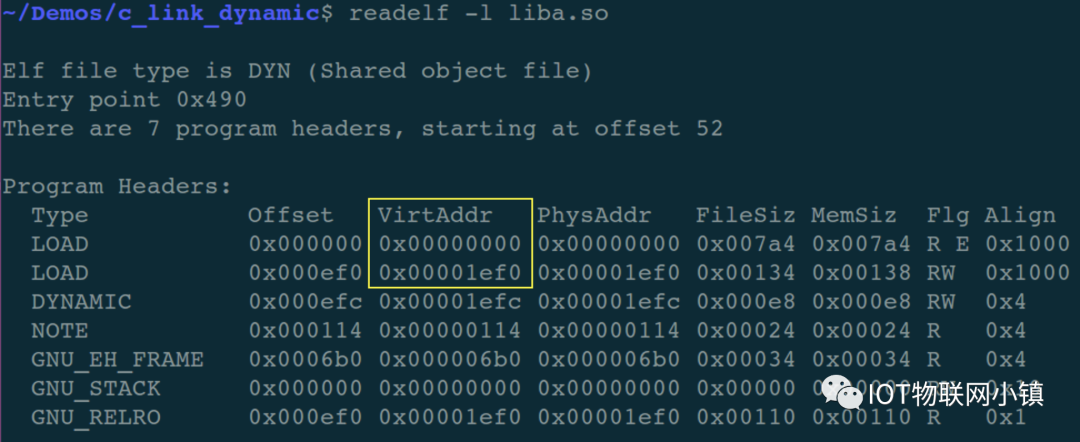 ~/Demos/c_link_dynamic$ readelf -l liba.so
Elf file type is DYN (Shared object file)
Entry point 0x490
There are 7 program headers, starting at offset 52
Program Headers:
Type Offset VirtAddr PhysAddr FileSiz MemSiz Flg Align
LOAD 0x000000 0x00000000 0x00000000 0x007a4 0x007a4 R E 0x1000
LOAD 0x000ef0 0x00001ef0 0x00001ef0 0x00134 0x00138 RW 0x1000
DYNAMIC 0x000efc 0x00001efc 0x00001efc 0x000e8 0x000e8 RW 0x4
NOTE 0x000114 0x00000114 0x00000114 0x00024 0x00024 R 0x4
GNU_EH_FRAME 0x0006b0 0x000006b0 0x000006b0 0x00034 0x00034 R 0x4
GNU_STACK 0x000000 0x00000000 0x00000000 0x00000
GNU_RELRO 0x000ef0 0x00001ef0 0x00001ef0 0x00110 0x00110 R 0x1
IOT物联网小镇